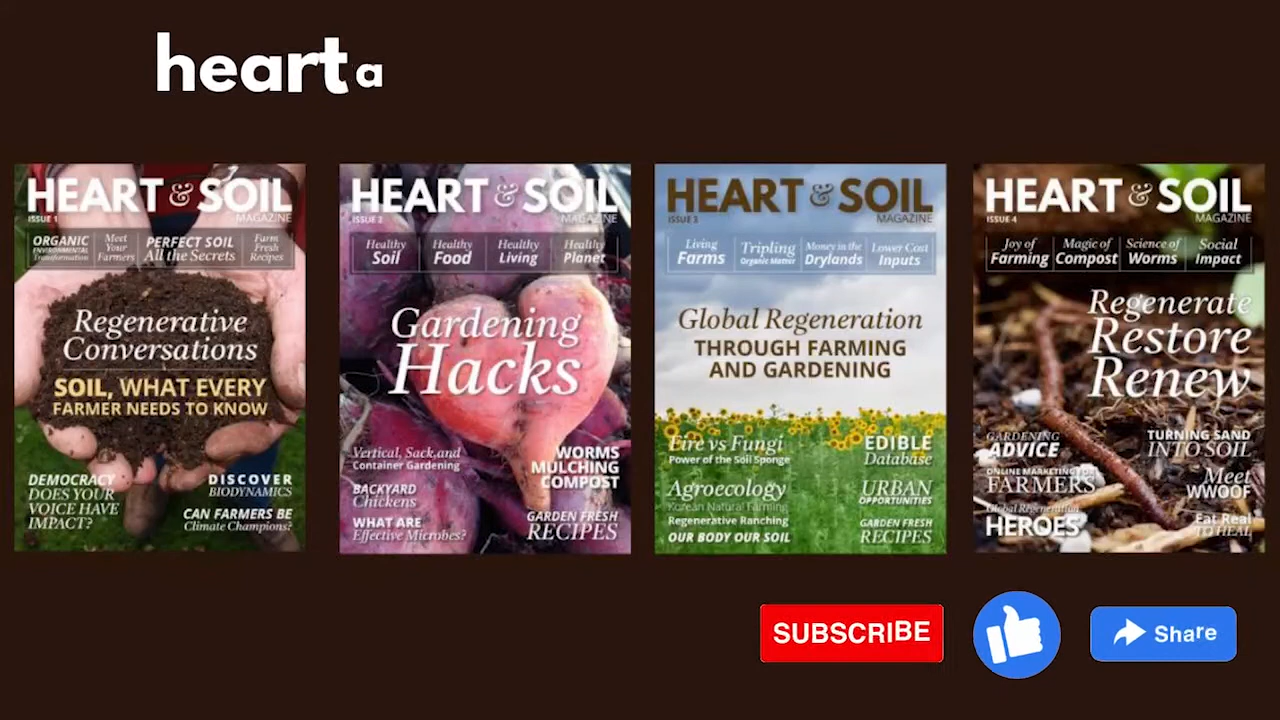 heart a
HEART & SOIL
ISSUE 1
MAGAZINE
ORGANIC
ENVIRONMENTAL
Transformation
Meet
Your
Farmers
PERFECT SOIL
All the Secrets
Farm
Fresh
Recipes
Regenerative
Conversations
SOIL, WHAT EVERY
FARMER NEEDS TO KNOW
DEMOCRACY
DOES YOUR
VOICE HAVE
IMPACT?
DISCOVER
BIODYNAMICS
CAN FARMERS BE
Climate Champions?
HEART & SOIL
ISSUE 2
MAGAZINE
Healthy
Soil
Healthy
Food
Healthy
Living
Healthy
Planet
Gardening
Hacks
Vertical, Sack and
Container Gardening
BACKYARD
Chickens
WHAT ARE
Effective Microbes?
WORMS
MULCHING
COMPOST
GARDEN FRESH
RECIPES
HEART & SOIL
ISSUE 3
MAGAZINE
Living
Farms
Tripling
Organic Matter
Money in the
Drylands
Lower Cost
Inputs
Global Regeneration
THROUGH FARMING
AND GARDENING
Fire vs Fungi
Power of the Soil Sponge
Agroecology
Korean Natural Farming
Regenerative Ranching
OUR BODY OUR SOIL
EDIBLE
Database
URBAN
OPPORTUNITIES
GARDEN FRESH
RECIPES
HEART & SOIL
ISSUE 4
MAGAZINE
Joy of
Farming
Magic of
Compost
Science of
Worms
Social
Impact
Regenerate
Restore
Renew
GARDENING
ADVICE
ONLINE MARKETING FOR
FARMERS
Global Regeneration
HEROES
TURNING SAND
INTO SOIL
Meet
WWOOF
Eat Real
TO HEAL
SUBSCRIBE
Share